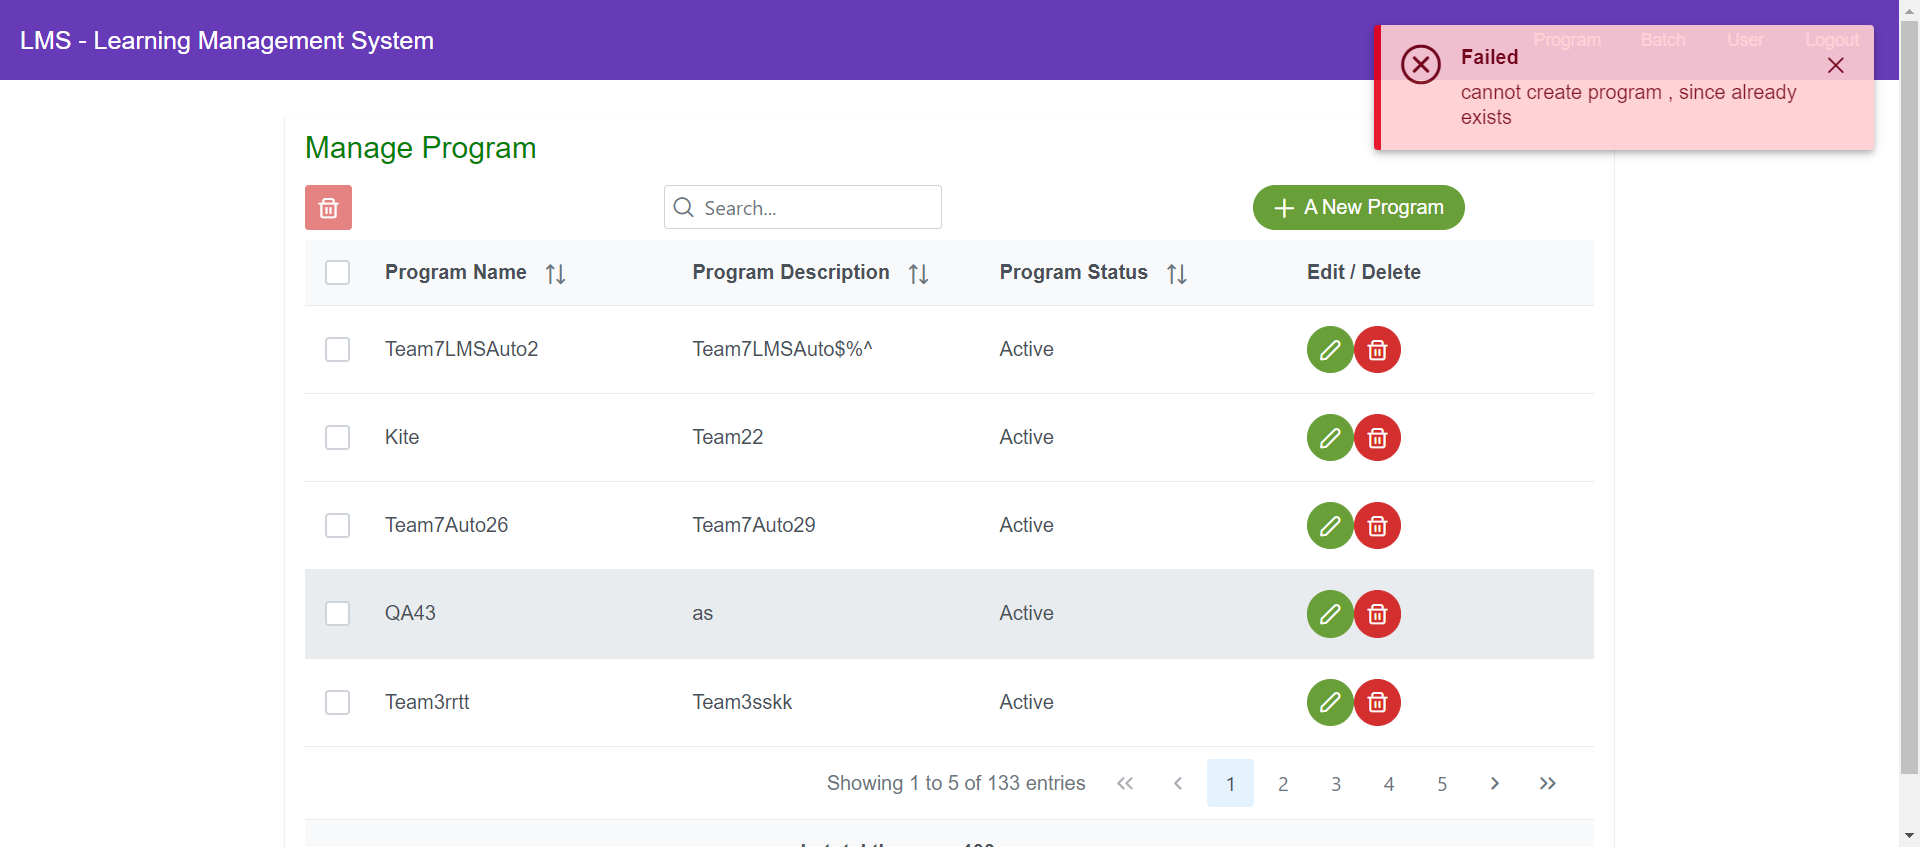 LMS - Learning Management System
Program Batch User Logout
Failed
cannot create program , since already
exists
Manage Program
Search...
A New Program
Program Name Program Description Program Status Edit / Delete
Team7LMSAuto2 Team7LMSAuto$%^ Active
Kite Team22 Active
Team7Auto26 Team7Auto29 Active
QA43 as Active
Team3rrtt Team3sskk Active
Showing 1 to 5 of 133 entries << < 1 2 3 4 5 > >>